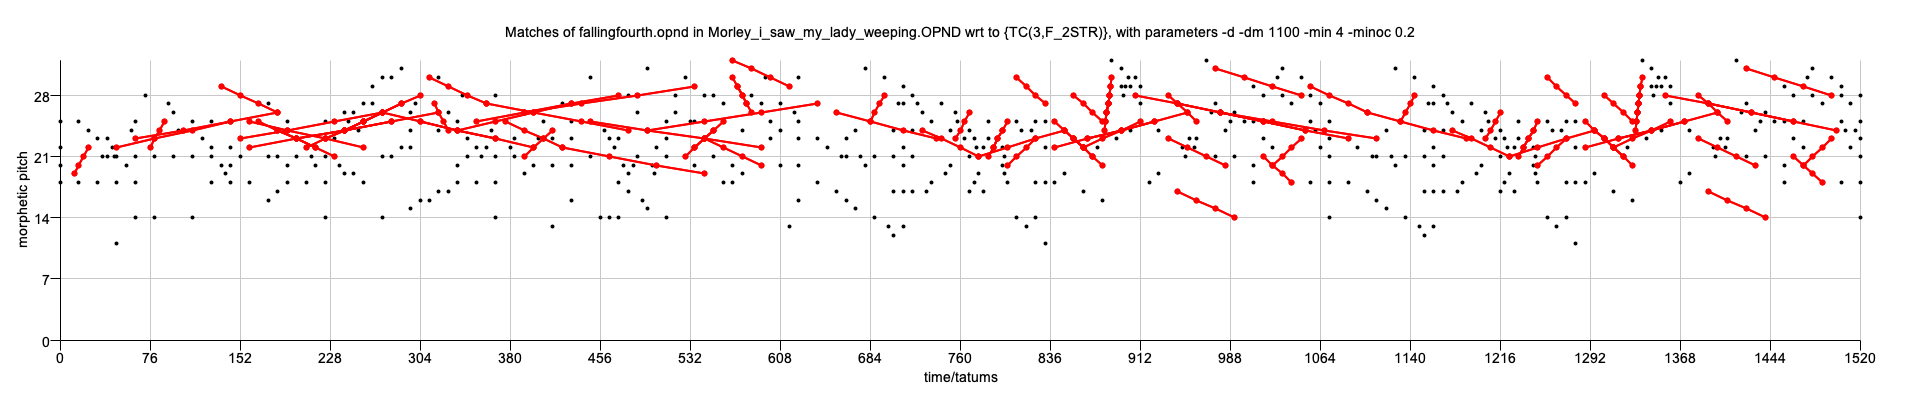 Matches of fallingfourth.opnd in Morley_i_saw_my_lady_weeping.OPND wrt to {TC(3,F_2STR)}, with parameters -d -dm 1100 -min 4 -minoc 0.2
morphetic pitch
28
21
14
7
0
0 76 152 228 304 380 456 532 608 684 760 836 912 988 1064 1140 1216 1292 1368 1444 1520
time/tatums